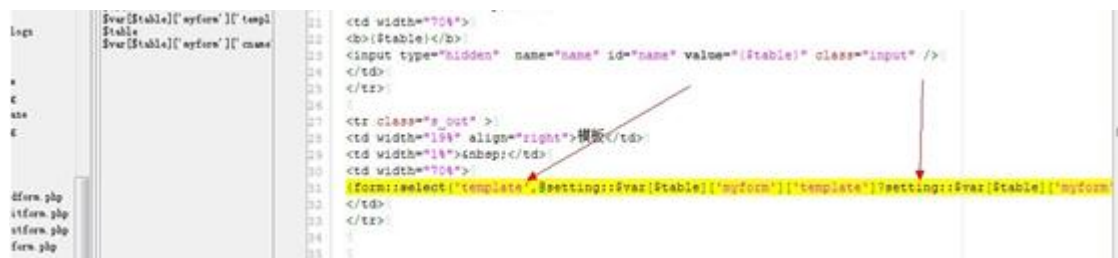 logs
dform.php
itform.php
stform.php
form.php
$var[$table]['myform']['templ
$table
$var[$table]['myform']['cname'
21 <td width="70%">
22 <b>{$table}</b>
23 <input type="hidden" name="name" id="name" value="{$table}" class="input" />
24 </td>
25 </tr>
26
27 <tr class="s_out" >
28 <td width="19%" align="right">模板</td>
29 <td width="1%">&nbsp;</td>
30 <td width="70%">
31 {form::select('template',@setting::$var[$table]['myform']['template']?setting::$var[$table]['myform
32 </td>
33 </tr>
34
35